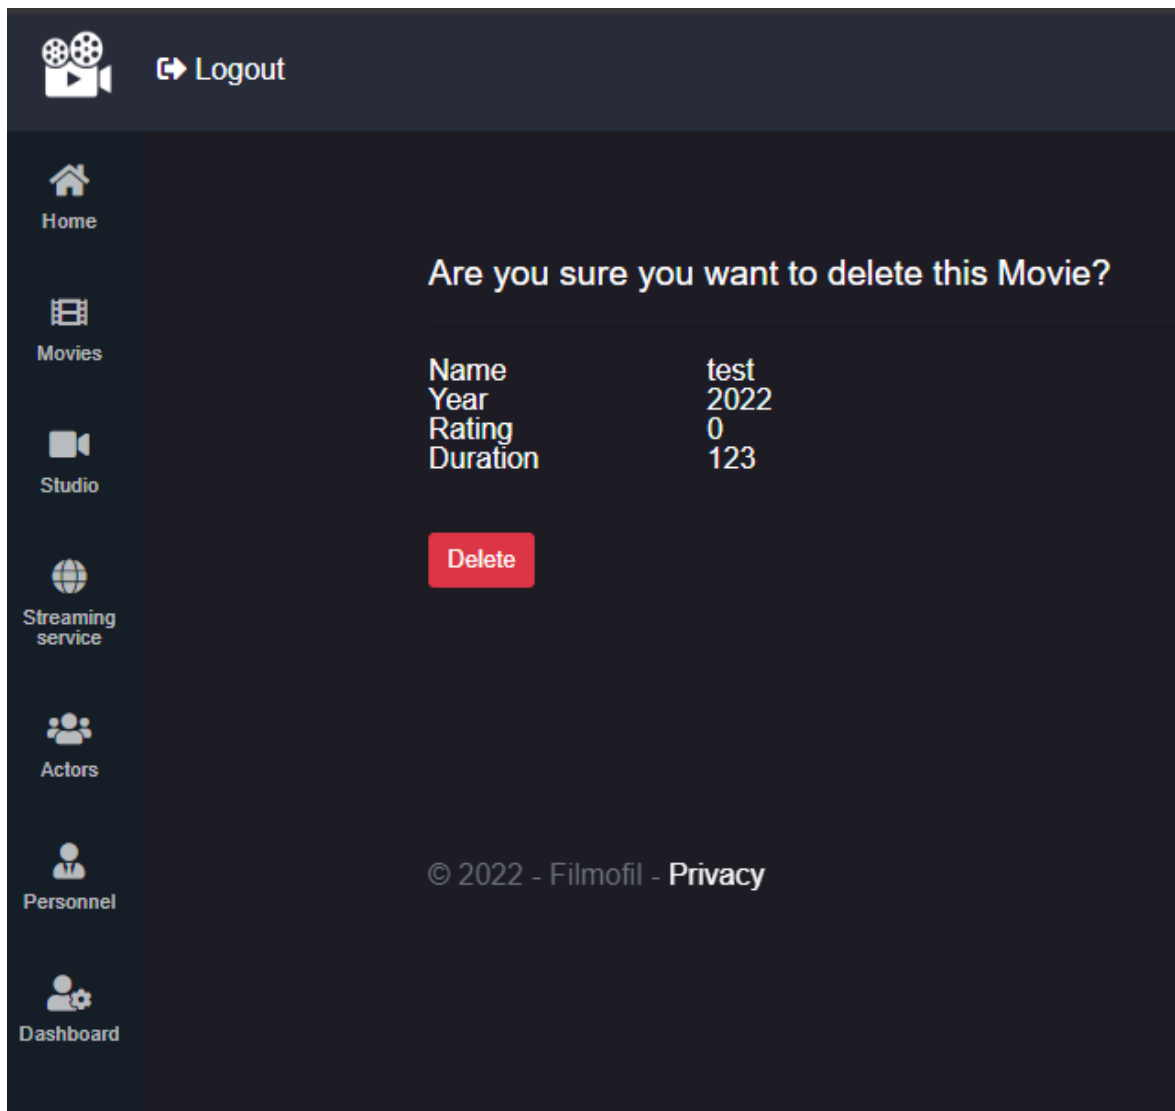 Logout
Home
Movies
Studio
Streaming
service
Actors
Personnel
Dashboard
Are you sure you want to delete this Movie?
Name test
Year 2022
Rating 0
Duration 123
Delete
© 2022 - Filmofil - Privacy